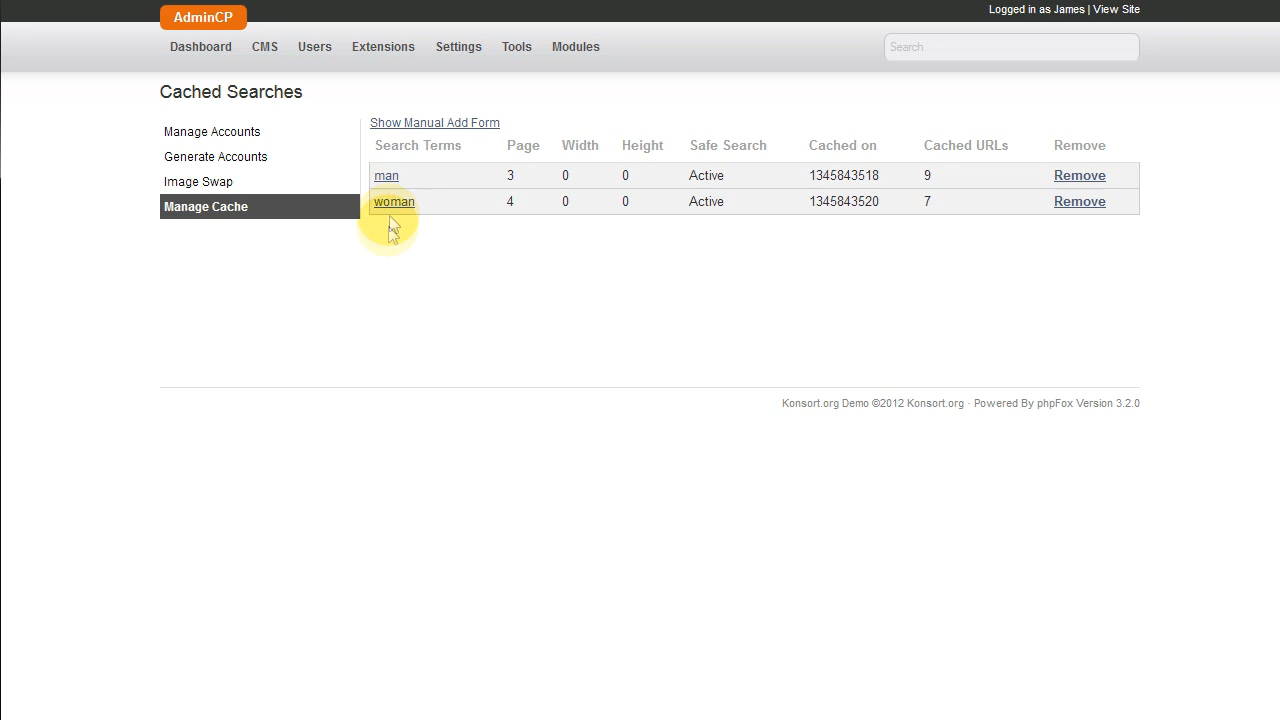 AdminCP
Logged in as James | View Site
Dashboard CMS Users Extensions Settings Tools Modules
Search
Cached Searches
Manage Accounts
Generate Accounts
Image Swap
Manage Cache
Show Manual Add Form
Search Terms Page Width Height Safe Search Cached on Cached URLs Remove
man 3 0 0 Active 1345843518 9 Remove
woman 4 0 0 Active 1345843520 7 Remove
Konsort.org Demo ©2012 Konsort.org · Powered By phpFox Version 3.2.0